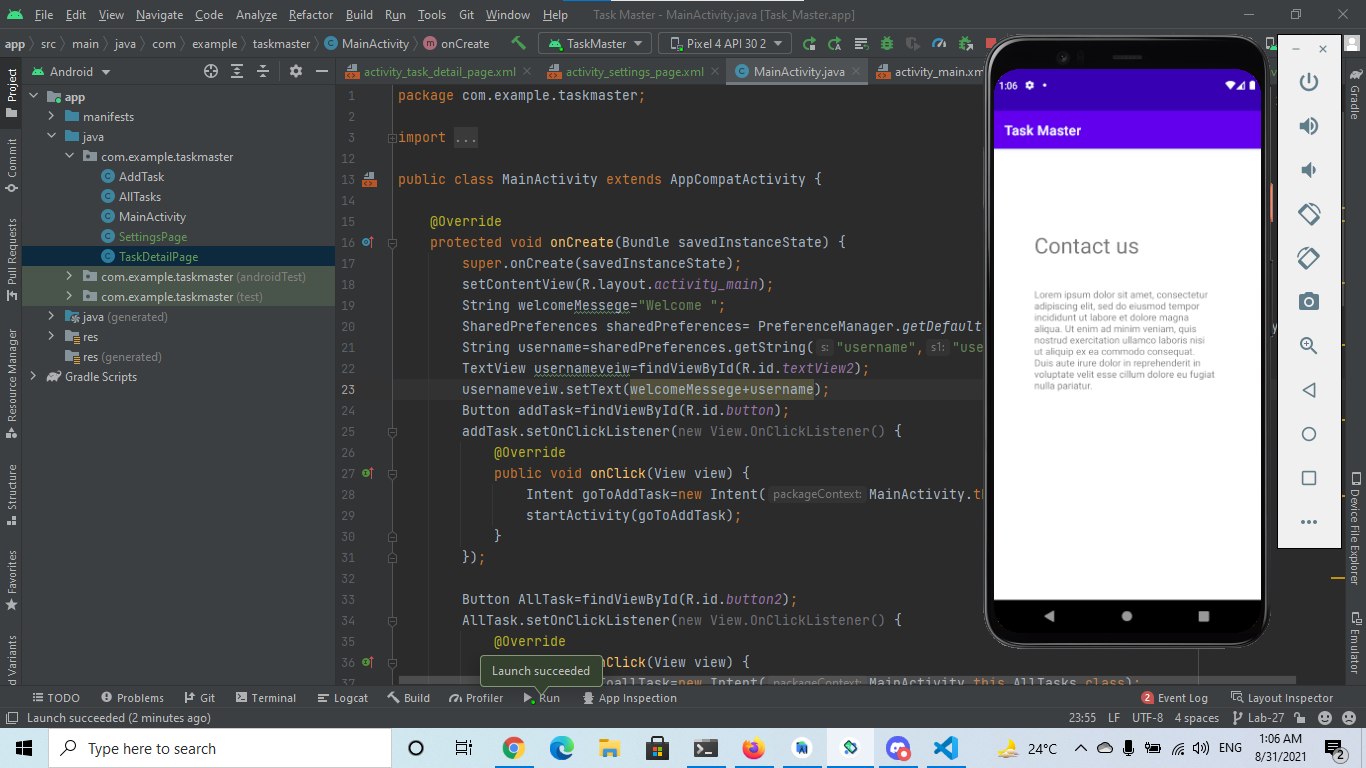 File Edit View Navigate Code Analyze Refactor Build Run Tools Git Window Help Task Master - MainActivity.java [Task_Master.app]
app src main java com example taskmaster MainActivity onCreate TaskMaster Pixel 4 API 30 2
Project
Commit
Pull Requests
Resource Manager
Structure
Favorites
d Variants
Android
app
manifests
java
com.example.taskmaster
AddTask
AllTasks
MainActivity
SettingsPage
TaskDetailPage
com.example.taskmaster (androidTest)
com.example.taskmaster (test)
java (generated)
res
res (generated)
Gradle Scripts
activity_task_detail_page.xml activity_settings_page.xml MainActivity.java activity_main.xm
1 package com.example.taskmaster;
2
3 import ...
12
13 public class MainActivity extends AppCompatActivity {
14
15 @Override
16 protected void onCreate(Bundle savedInstanceState) {
17 super.onCreate(savedInstanceState);
18 setContentView(R.layout.activity_main);
19 String welcomeMessege="Welcome ";
20 SharedPreferences sharedPreferences= PreferenceManager.getDefault
21 String username=sharedPreferences.getString( s: "username", s1: "use
22 TextView usernameveiw=findViewById(R.id.textView2);
23 usernameveiw.setText(welcomeMessege+username);
24 Button addTask=findViewById(R.id.button);
25 addTask.setOnClickListener(new View.OnClickListener() {
26 @Override
27 public void onClick(View view) {
28 Intent goToAddTask=new Intent( packageContext: MainActivity.th
29 startActivity(goToAddTask);
30 }
31 });
32
33 Button AllTask=findViewById(R.id.button2);
34 AllTask.setOnClickListener(new View.OnClickListener() {
35 @Override
36 onClick(View view) {
37 allTask=new Intent( packageContext: MainActivity.this,AllTasks.class);
Launch succeeded
1:06
Task Master
Contact us
Lorem ipsum dolor sit amet, consectetur
adipiscing elit, sed do eiusmod tempor
incididunt ut labore et dolore magna
aliqua. Ut enim ad minim veniam, quis
nostrud exercitation ullamco laboris nisi
ut aliquip ex ea commodo consequat.
Duis aute irure dolor in reprehenderit in
voluptate velit esse cillum dolore eu fugiat
nulla pariatur.
Gradle
Device File Explorer
Emulator
TODO Problems Git Terminal Logcat Build Profiler Run App Inspection 2 Event Log Layout Inspector
Launch succeeded (2 minutes ago) 23:55 LF UTF-8 4 spaces Lab-27
Type here to search 24°C ENG 1:06 AM
8/31/2021 2